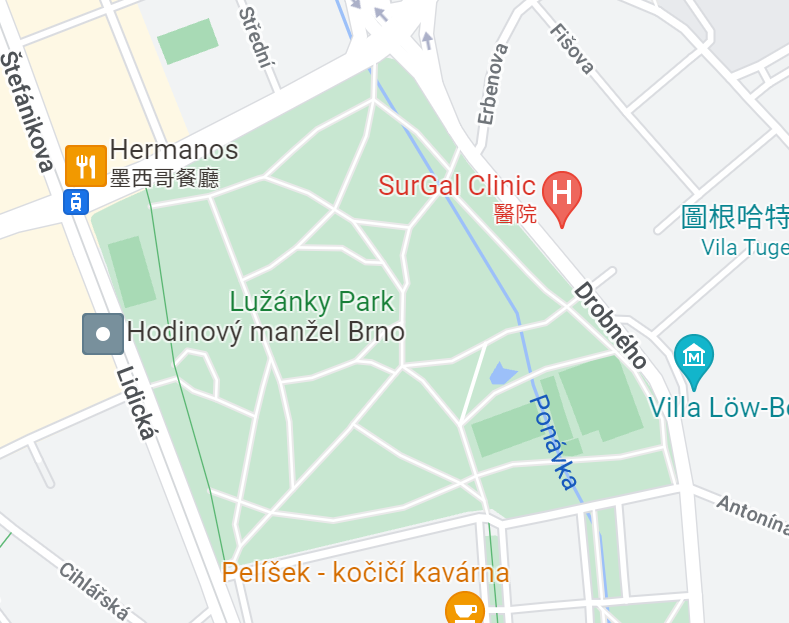 Střední
Fišova
Štefánikova
Erbenova
Hermanos
墨西哥餐廳
SurGal Clinic
醫院
圖根哈特
Vila Tuge
Lužánky Park
Hodinový manžel Brno
Drobného
Lidická
Villa Löw-Be
Ponávka
Antonína
Cihlářská
Pelíšek - kočičí kavárna